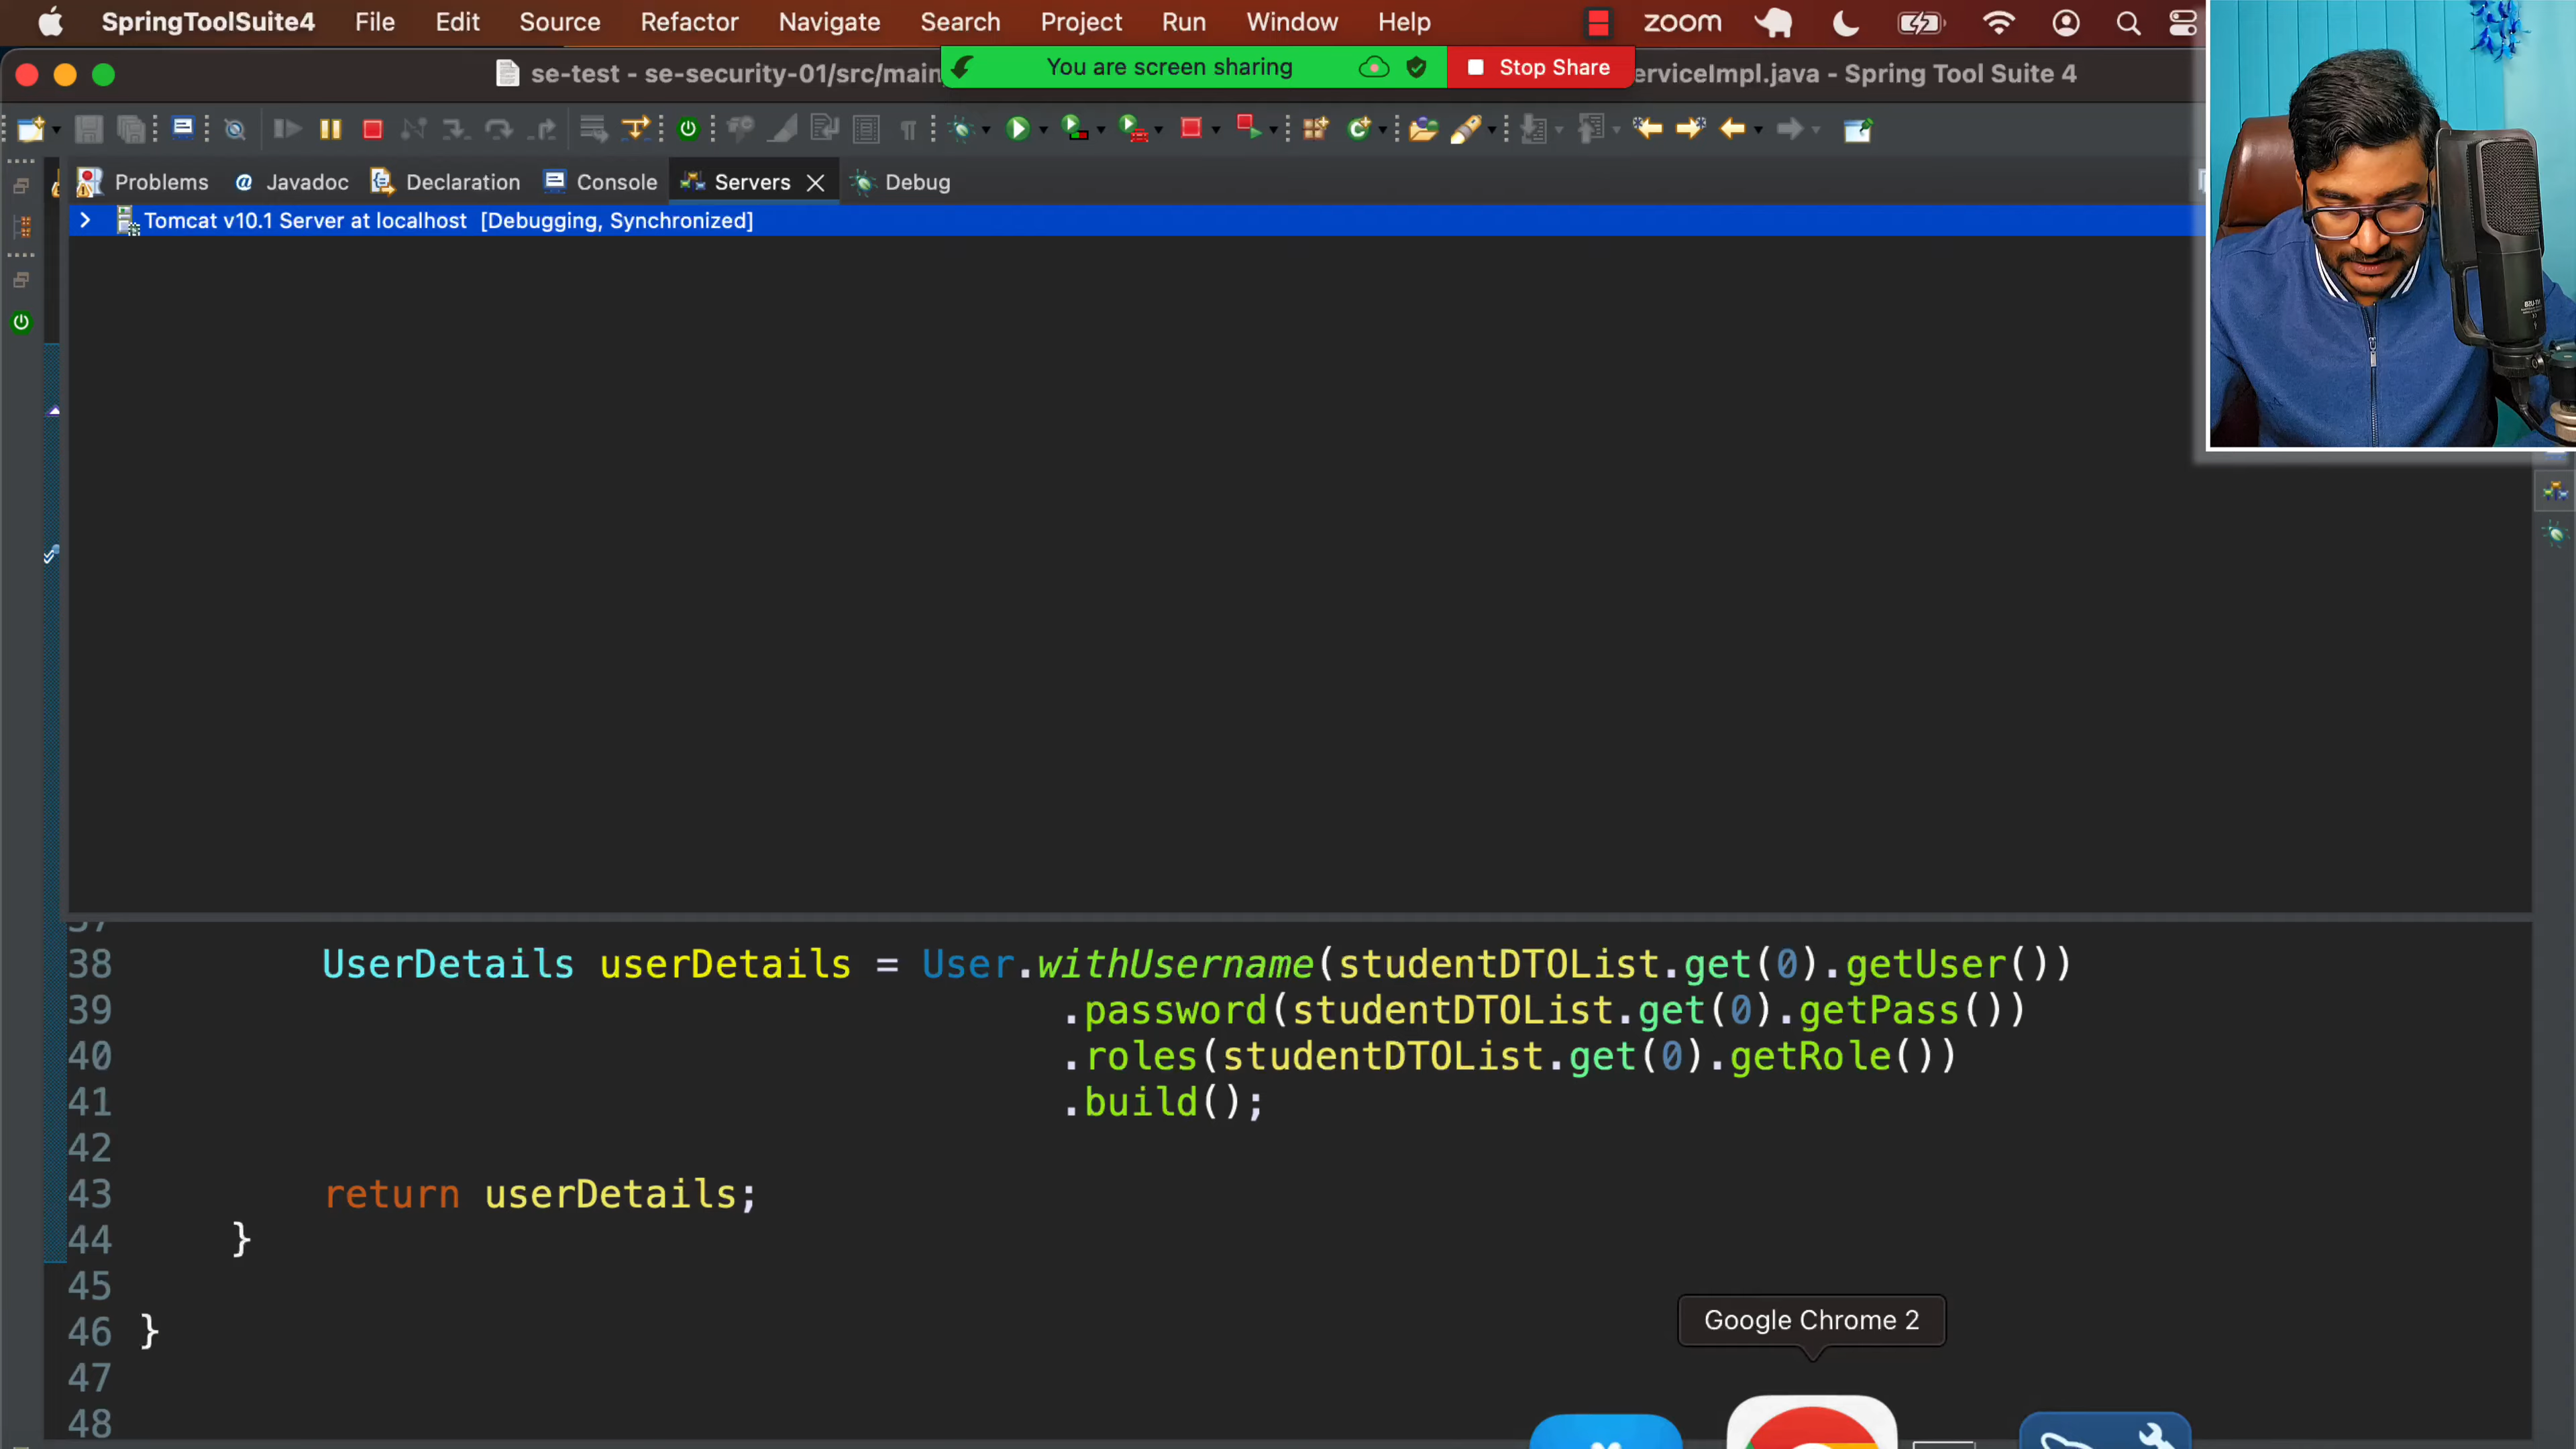 SpringToolSuite4 File Edit Source Refactor Navigate Search Project Run Window Help zoom
se-test - se-security-01/src/main You are screen sharing Stop Share erviceImpl.java - Spring Tool Suite 4
Problems @ Javadoc Declaration Console Servers Debug
Tomcat v10.1 Server at localhost [Debugging, Synchronized]
37
38 UserDetails userDetails = User.withUsername(studentDTOList.get(0).getUser())
39 .password(studentDTOList.get(0).getPass())
40 .roles(studentDTOList.get(0).getRole())
41 .build();
42
43 return userDetails;
44 }
45
46 }
47
48
Google Chrome 2